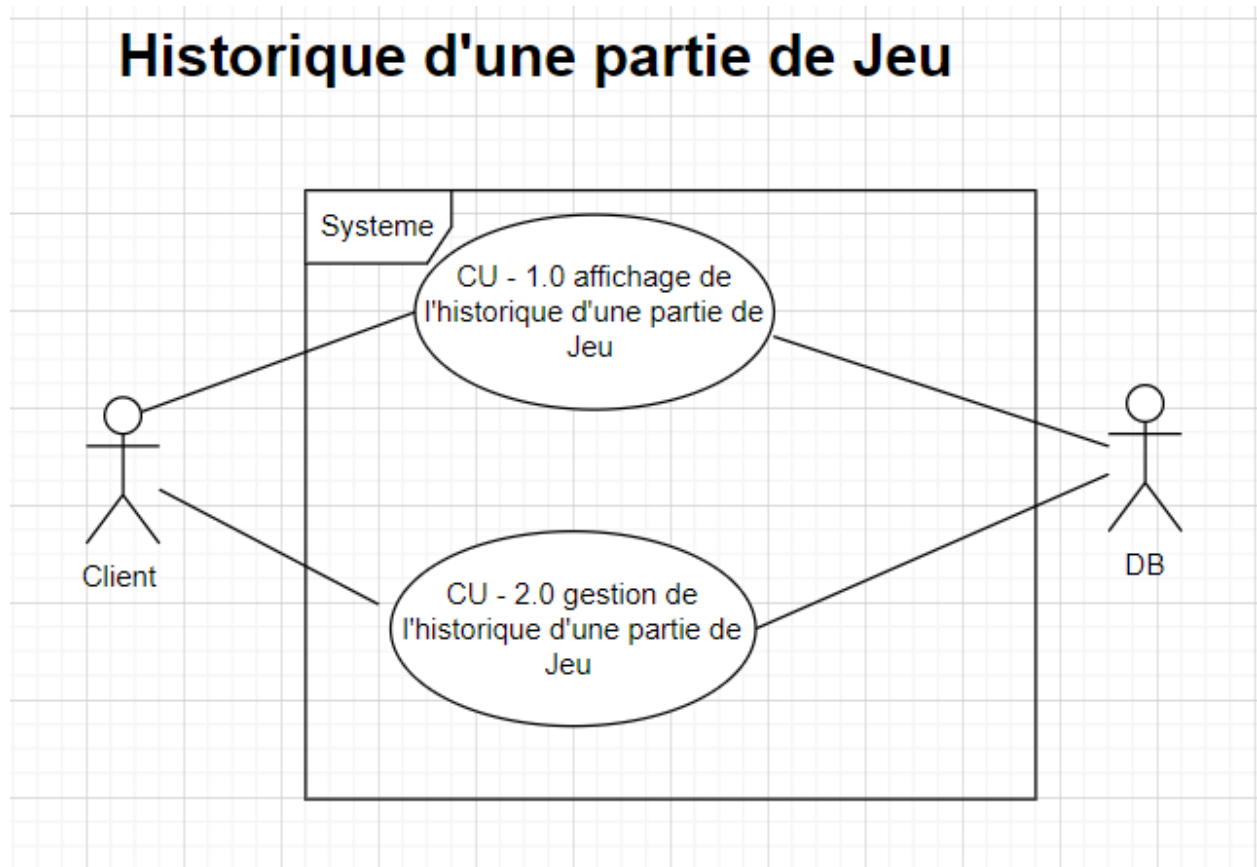 Historique d'une partie de Jeu
Systeme
CU - 1.0 affichage de
l'historique d'une partie de
Jeu
Client
DB
CU - 2.0 gestion de
l'historique d'une partie de
Jeu